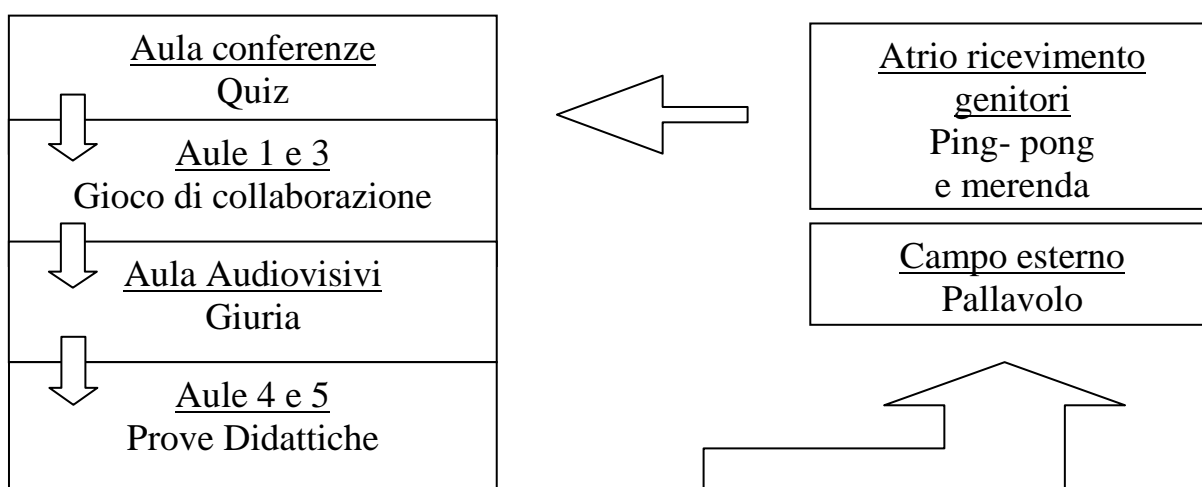 Aula conferenze
Quiz
Aule 1 e 3
Gioco di collaborazione
Aula Audiovisivi
Giuria
Aule 4 e 5
Prove Didattiche
Atrio ricevimento
genitori
Ping- pong
e merenda
Campo esterno
Pallavolo